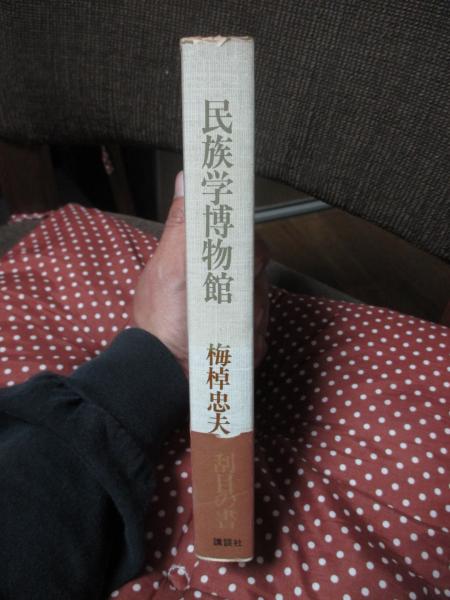 民族学博物館
梅棹忠夫
刮目の書
講談社